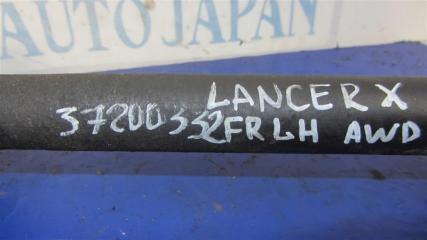 AUTO JAPAN
LANCER X
37200332 FR LH AWD